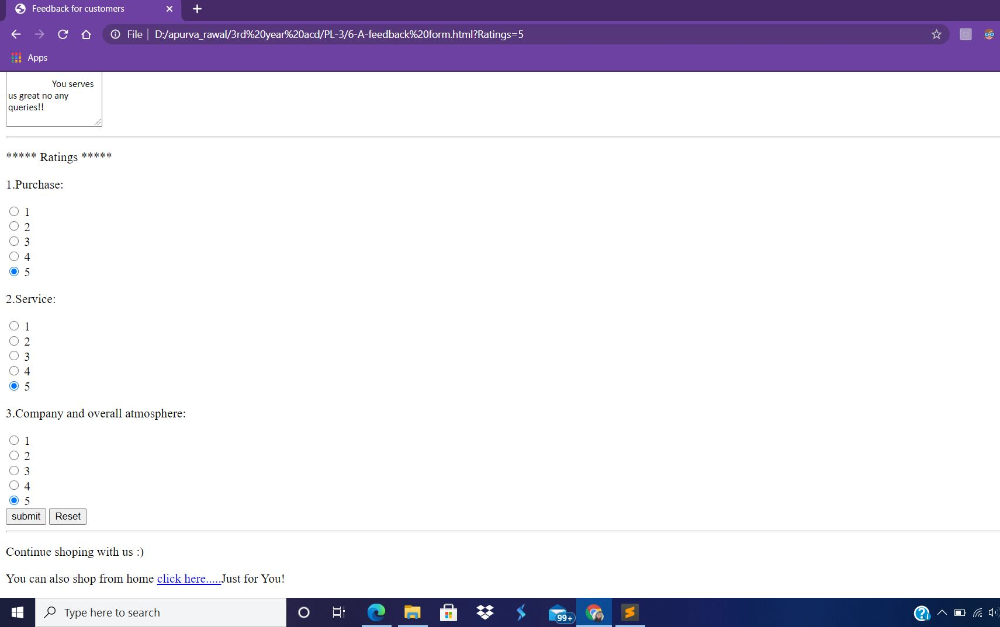 Feedback for customers
File | D:/apurva_rawal/3rd%20year%20acd/PL-3/6-A-feedback%20form.html?Ratings=5
Apps
You serves
us great no any
queries!!
***** Ratings *****
1.Purchase:
1
2
3
4
5
2.Service:
1
2
3
4
5
3.Company and overall atmosphere:
1
2
3
4
5
submit Reset
Continue shoping with us :)
You can also shop from home click here.....Just for You!
Type here to search
99+